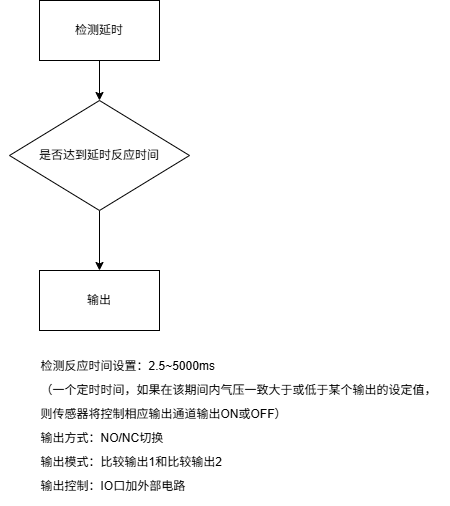 检测延时
是否达到延时反应时间
输出
检测反应时间设置：2.5~5000ms
（一个定时时间，如果在该期间内气压一致大于或低于某个输出的设定值，
则传感器将控制相应输出通道输出ON或OFF）
输出方式：NO/NC切换
输出模式：比较输出1和比较输出2
输出控制：IO口加外部电路